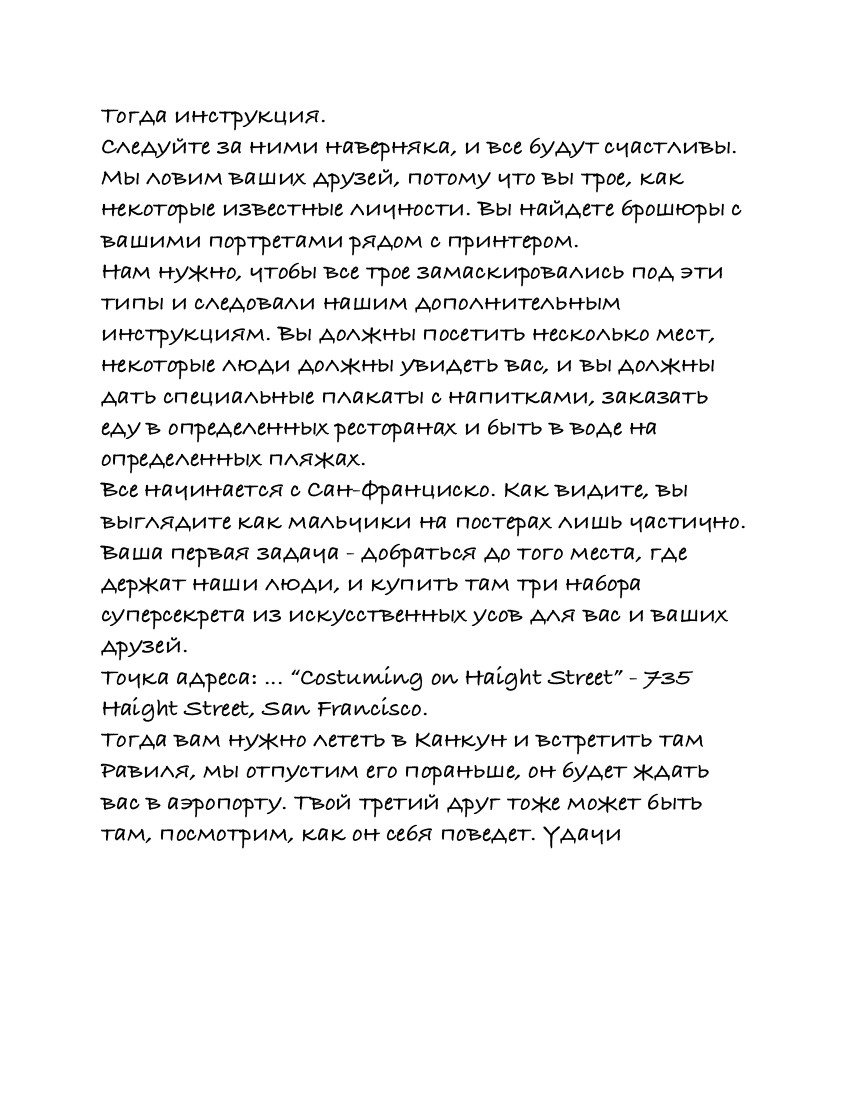 Тогда инструкция.
Следуйте за ними наверняка, и все будут счастливы.
Мы ловим ваших друзей, потому что вы трое, как
некоторые известные личности. Вы найдете брошюры с
вашими портретами рядом с принтером.
Нам нужно, чтобы все трое замаскировались под эти
типы и следовали нашим дополнительным
инструкциям. Вы должны посетить несколько мест,
некоторые люди должны увидеть вас, и вы должны
дать специальные плакаты с напитками, заказать
еду в определенных ресторанах и быть в воде на
определенных пляжах.
Все начинается с Сан-Франциско. Как видите, вы
выглядите как мальчики на постерах лишь частично.
Ваша первая задача - добраться до того места, где
держат наши люди, и купить там три набора
суперсекрета из искусственных усов для вас и ваших
друзей.
Точка адреса: ... “Costuming on Haight Street” - 735
Haight Street, San Francisco.
Тогда вам нужно лететь в Канкун и встретить там
Равиля, мы отпустим его пораньше, он будет ждать
вас в аэропорту. Твой третий друг тоже может быть
там, посмотрим, как он себя поведет. Удачи